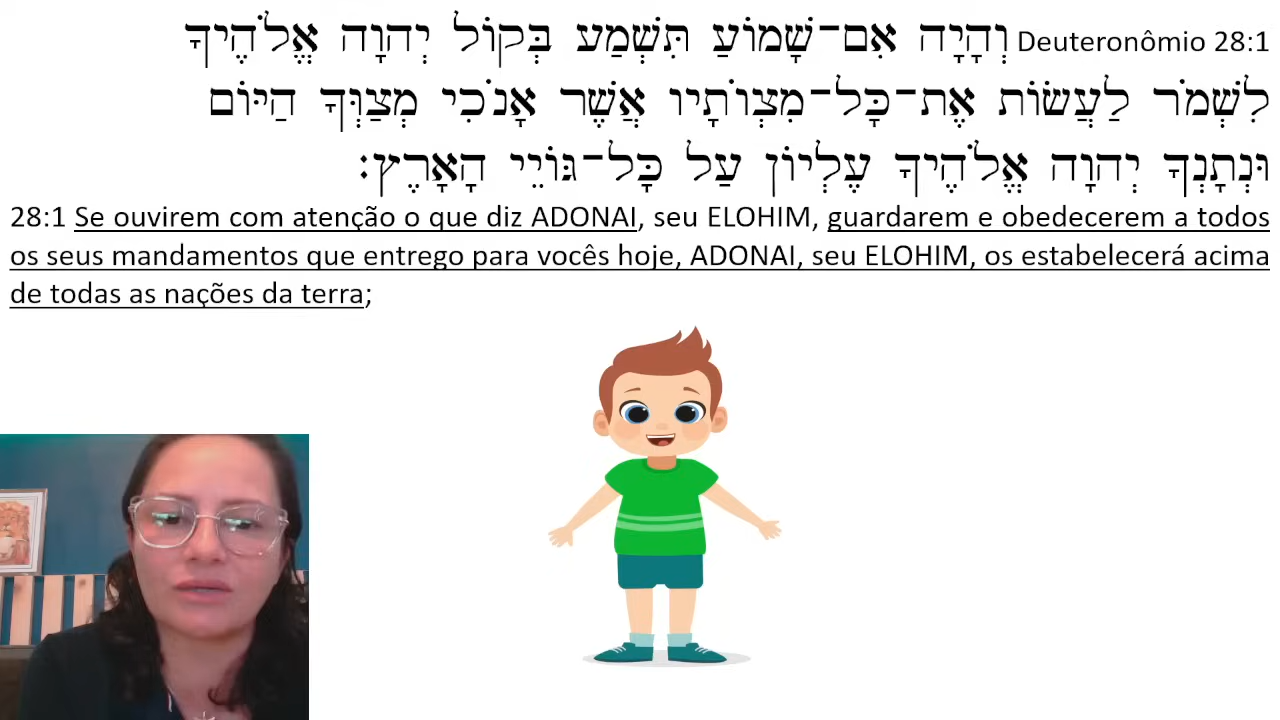 Deuteronômio 28:1 וְהָיָה אִם־שָׁמוֹעַ תִּשְׁמַע בְּקוֹל יְהוָה אֱלֹהֶיךָ
לִשְׁמֹר לַעֲשׂוֹת אֶת־כָּל־מִצְוֹתָיו אֲשֶׁר אָנֹכִי מְצַוְּךָ הַיּוֹם
וּנְתָנְךָ יְהוָה אֱלֹהֶיךָ עֶלְיוֹן עַל כָּל־גּוֹיֵי הָאָרֶץ׃
28:1 Se ouvirem com atenção o que diz ADONAI, seu ELOHIM, guardarem e obedecerem a todos
os seus mandamentos que entrego para vocês hoje, ADONAI, seu ELOHIM, os estabelecerá acima
de todas as nações da terra;